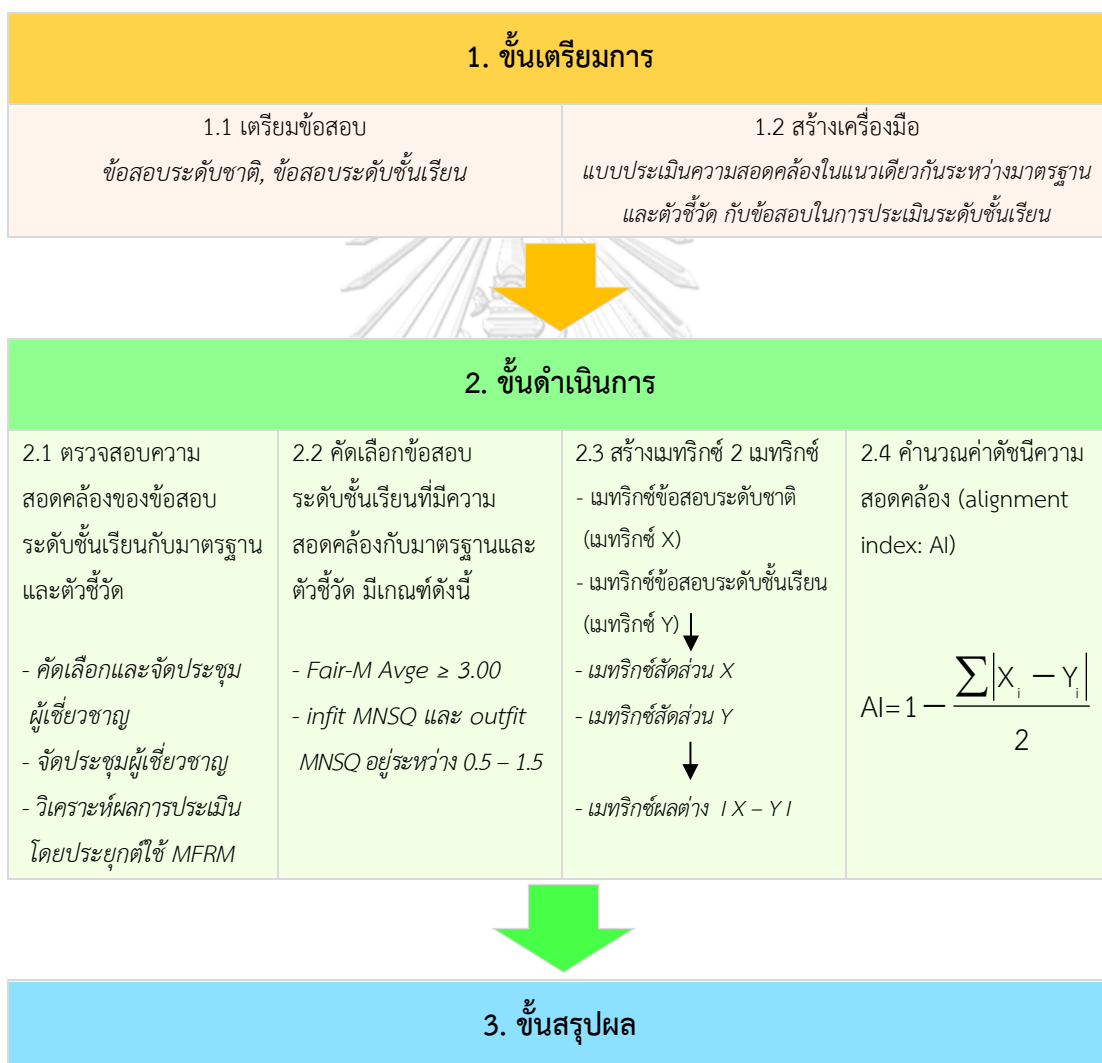 1. ขั้นเตรียมการ
1.1 เตรียมข้อสอบ
ข้อสอบระดับชาติ, ข้อสอบระดับชั้นเรียน
1.2 สร้างเครื่องมือ
แบบประเมินความสอดคล้องในแนวเดียวกันระหว่างมาตรฐาน
และตัวชี้วัด กับข้อสอบในการประเมินระดับชั้นเรียน
2. ขั้นดำเนินการ
2.1 ตรวจสอบความ
สอดคล้องของข้อสอบ
ระดับชั้นเรียนกับมาตรฐาน
และตัวชี้วัด
- คัดเลือกและจัดประชุม
ผู้เชี่ยวชาญ
- จัดประชุมผู้เชี่ยวชาญ
- วิเคราะห์ผลการประเมิน
โดยประยุกต์ใช้ MFRM
2.2 คัดเลือกข้อสอบ
ระดับชั้นเรียนที่มีความ
สอดคล้องกับมาตรฐานและ
ตัวชี้วัด มีเกณฑ์ดังนี้
- Fair-M Avge ≥ 3.00
- infit MNSQ และ outfit
MNSQ อยู่ระหว่าง 0.5 – 1.5
2.3 สร้างเมทริกซ์ 2 เมทริกซ์
- เมทริกซ์ข้อสอบระดับชาติ
(เมทริกซ์ X)
- เมทริกซ์ข้อสอบระดับชั้นเรียน
(เมทริกซ์ Y)
- เมทริกซ์สัดส่วน X
- เมทริกซ์สัดส่วน Y
- เมทริกซ์ผลต่าง I X – Y I
2.4 คำนวณค่าดัชนีความ
สอดคล้อง (alignment
index: AI)
AI=1−∑|Xᵢ−Yᵢ|/2
3. ขั้นสรุปผล